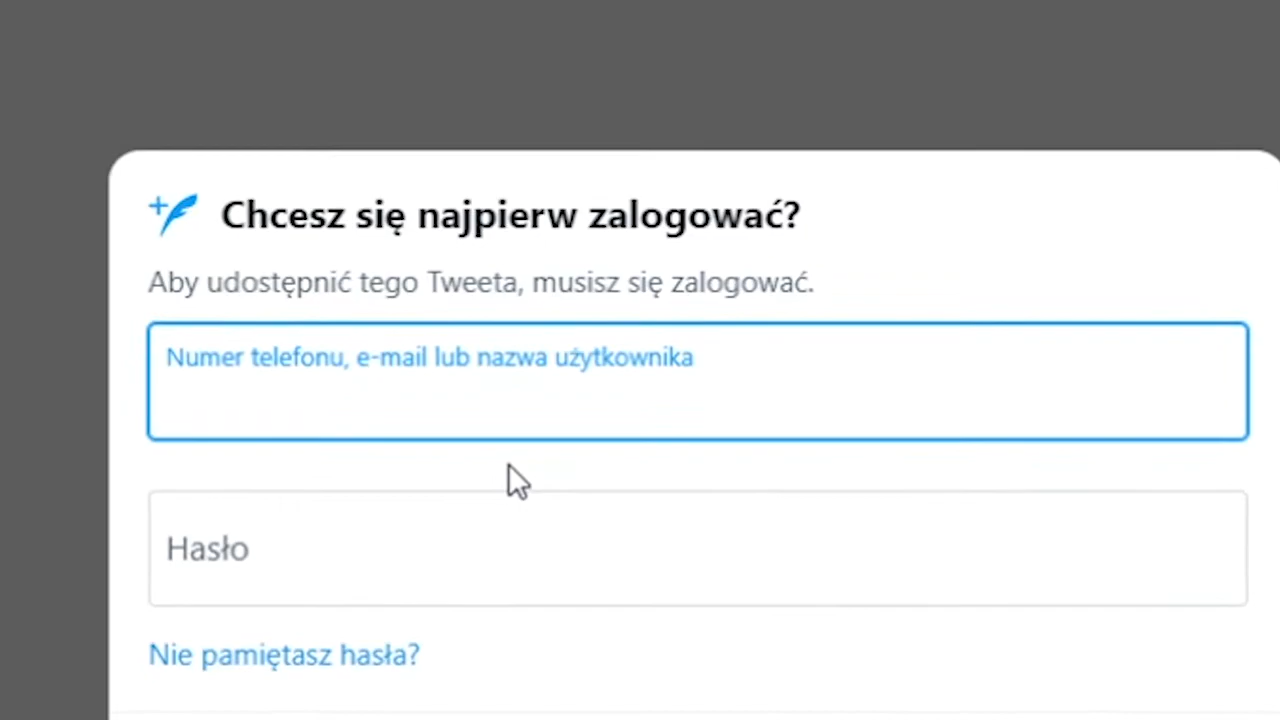 Chcesz się najpierw zalogować?
Aby udostępnić tego Tweeta, musisz się zalogować.
Numer telefonu, e-mail lub nazwa użytkownika
Hasło
Nie pamiętasz hasła?